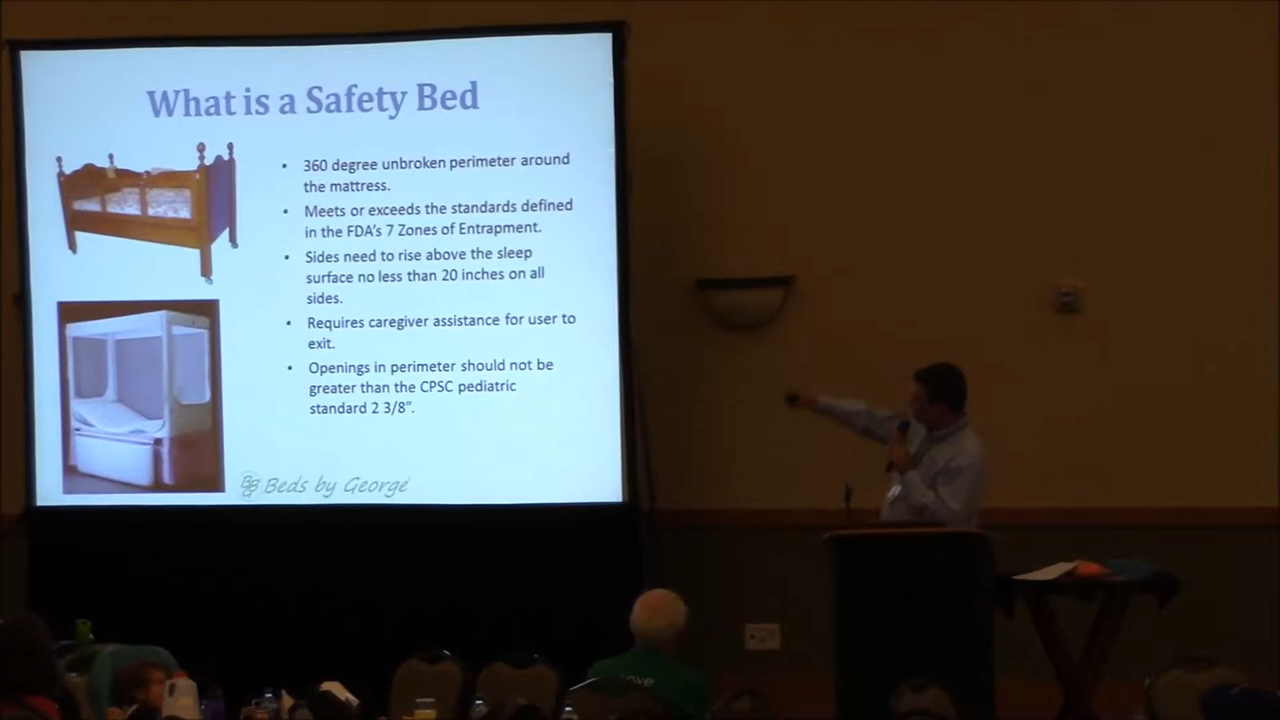 What is a Safety Bed
• 360 degree unbroken perimeter around
the mattress.
• Meets or exceeds the standards defined
in the FDA's 7 Zones of Entrapment.
• Sides need to rise above the sleep
surface no less than 20 inches on all
sides.
• Requires caregiver assistance for user to
exit.
• Openings in perimeter should not be
greater than the CPSC pediatric
standard 2 3/8".
Beds by George